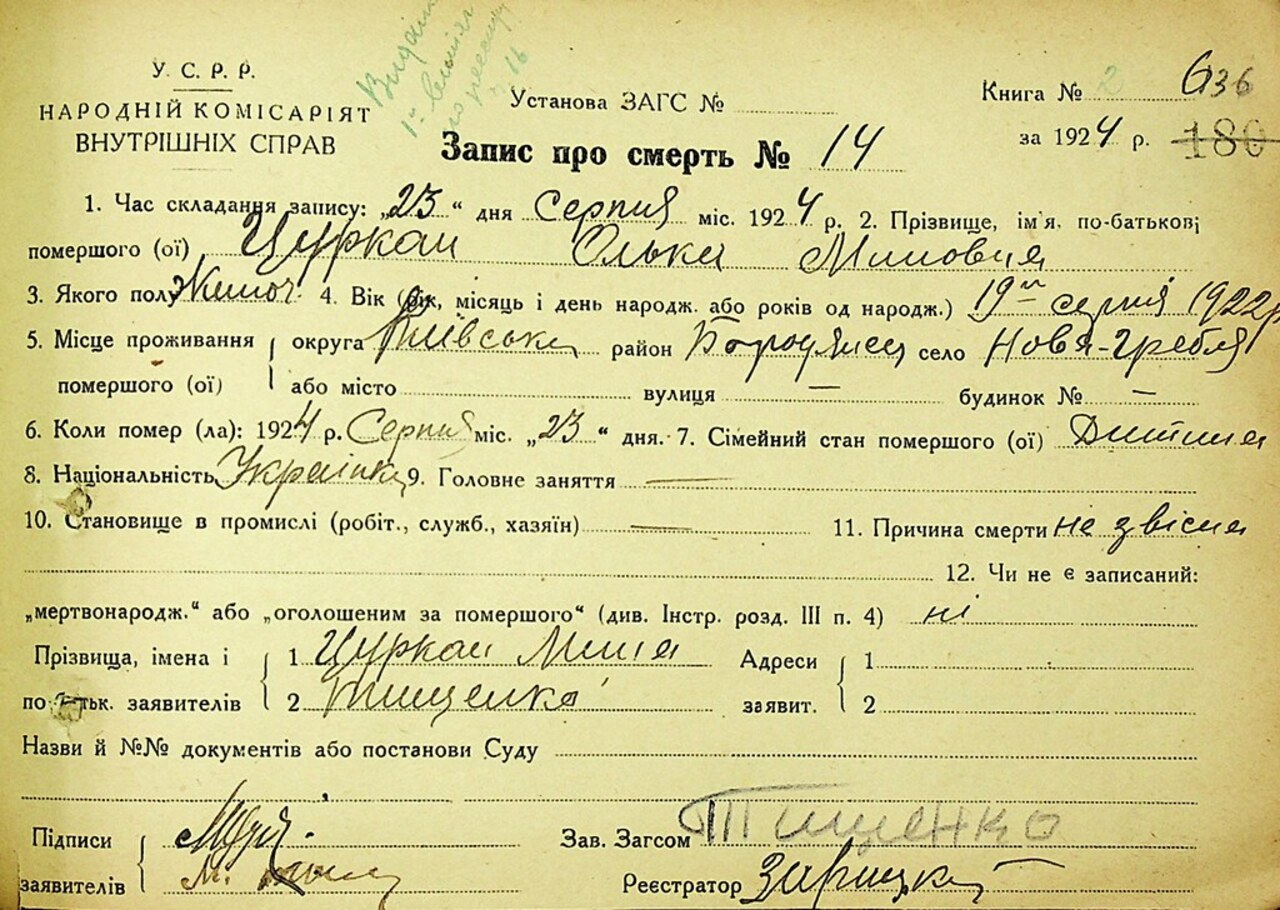 У. С. Р. Р.
НАРОДНІЙ КОМІСАРІЯТ
ВНУТРІШНІХ СПРАВ
Установа ЗАГС №
Книга № 2 636
за 1924 р. 180
Запис про смерть № 14
1. Час складання запису: „23“ дня Серпня міс. 1924 р. 2. Прізвище, ім'я, по-батькові
помершого (ої) Цуркан Олька
3. Якого полу Жіноч. 4. Вік (рік, місяць і день народж. або років од народж.) 19го серпня 1922р
5. Місце проживання округа Київська район село Нова-Гребля
помершого (ої) або місто — вулиця — будинок № —
6. Коли помер (ла): 1924 р. Серпня міс. „23“ дня. 7. Сімейний стан помершого (ої) Дитина
8. Національність Українка 9. Головне заняття —
10. Становище в промислі (робіт., служб., хазяїн) — 11. Причина смерти не звісна
12. Чи не є записаний:
„мертвонародж.“ або „оголошеним за помершого“ (див. Інстр. розд. III п. 4) ні
Прізвища, імена і 1 Цуркан Адреси 1
по батьк. заявителів 2 Тищенко заявит. 2
Назви й №№ документів або постанови Суду
Підписи Зав. Загсом Тищенко
заявителів Реєстратор